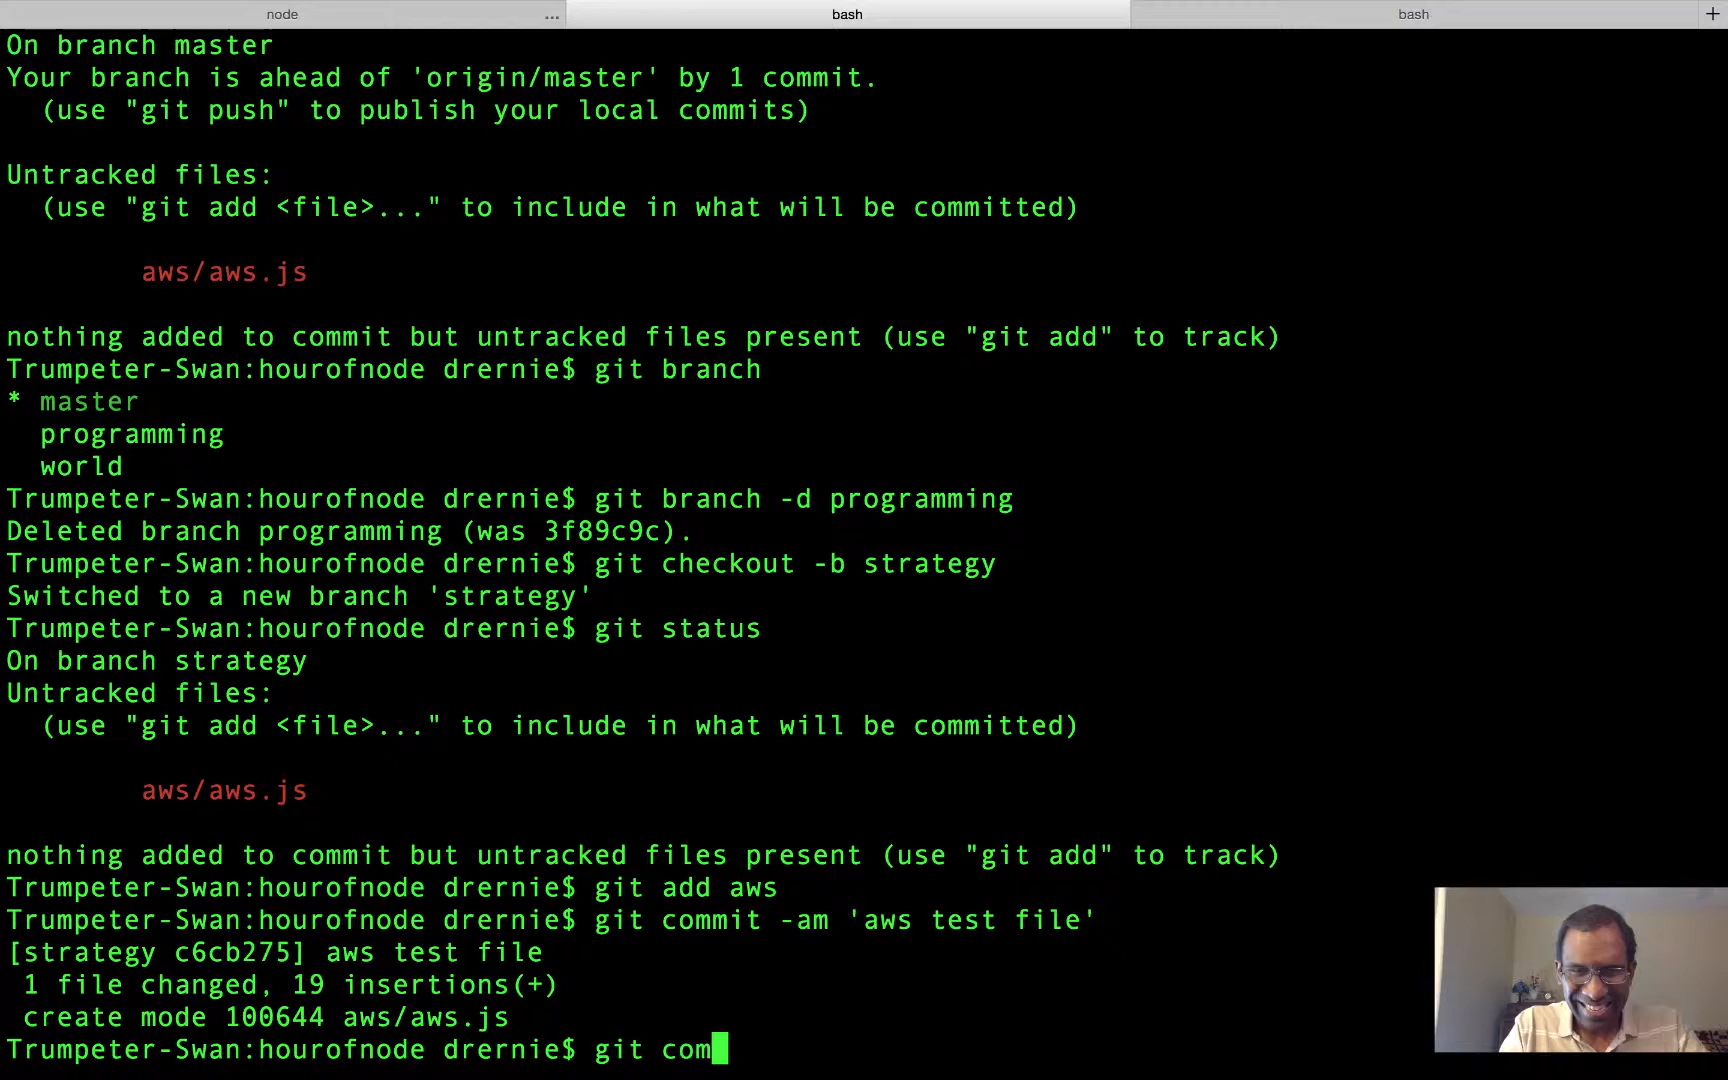 node ... bash bash +
On branch master
Your branch is ahead of 'origin/master' by 1 commit.
(use "git push" to publish your local commits)
Untracked files:
(use "git add <file>..." to include in what will be committed)
aws/aws.js
nothing added to commit but untracked files present (use "git add" to track)
Trumpeter-Swan:hourofnode drernie$ git branch
* master
programming
world
Trumpeter-Swan:hourofnode drernie$ git branch -d programming
Deleted branch programming (was 3f89c9c).
Trumpeter-Swan:hourofnode drernie$ git checkout -b strategy
Switched to a new branch 'strategy'
Trumpeter-Swan:hourofnode drernie$ git status
On branch strategy
Untracked files:
(use "git add <file>..." to include in what will be committed)
aws/aws.js
nothing added to commit but untracked files present (use "git add" to track)
Trumpeter-Swan:hourofnode drernie$ git add aws
Trumpeter-Swan:hourofnode drernie$ git commit -am 'aws test file'
[strategy c6cb275] aws test file
1 file changed, 19 insertions(+)
create mode 100644 aws/aws.js
Trumpeter-Swan:hourofnode drernie$ git com